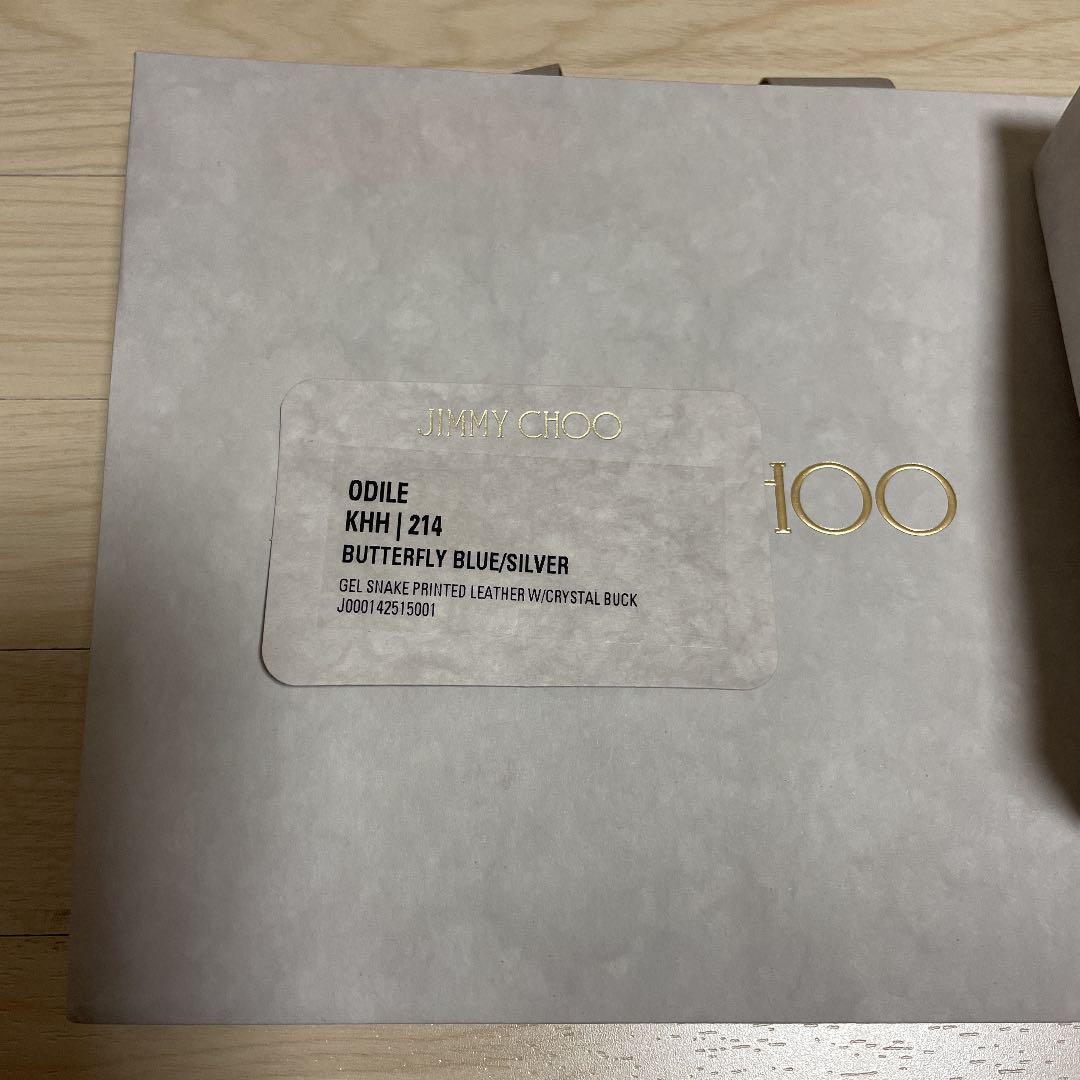 JIMMY CHOO
ODILE
KHH | 214
BUTTERFLY BLUE/SILVER
GEL SNAKE PRINTED LEATHER W/CRYSTAL BUCK
J000142515001
HOO